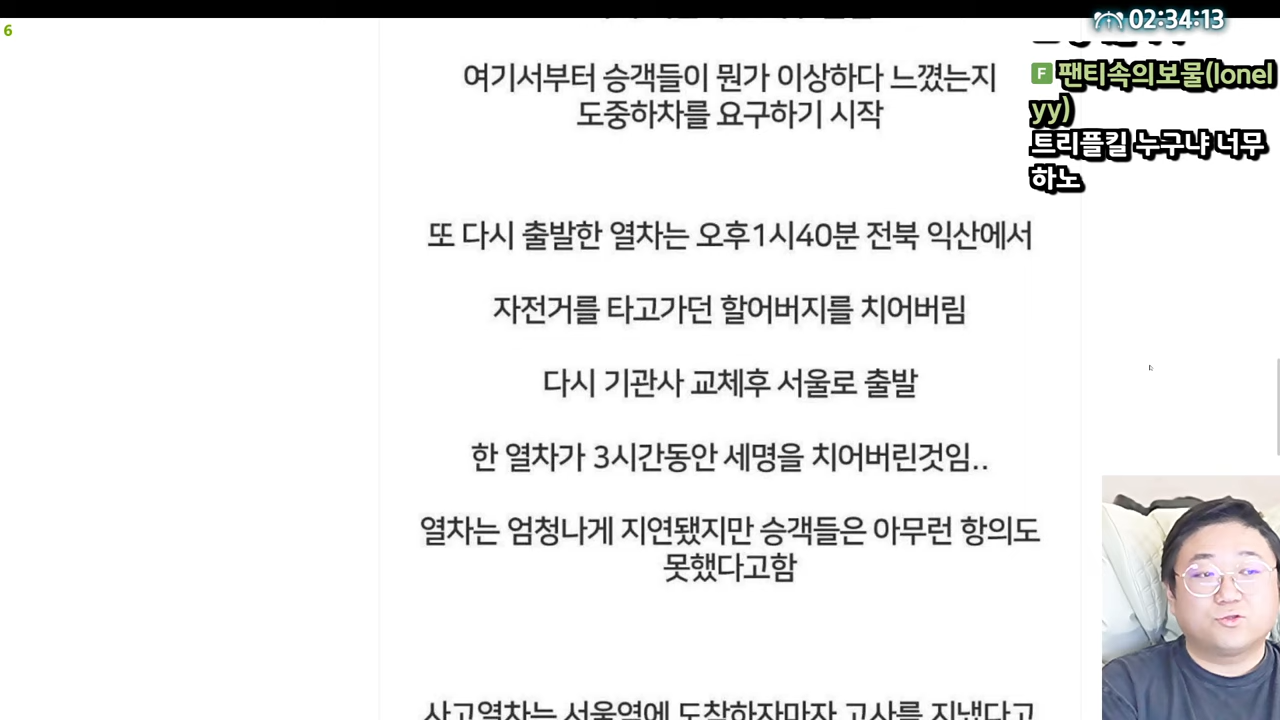 6
02:34:13
F 팬티속의보물(lonel
yy)
트리플킬 누구냐 너무
하노
여기서부터 승객들이 뭔가 이상하다 느꼈는지
도중하차를 요구하기 시작
또 다시 출발한 열차는 오후1시40분 전북 익산에서
자전거를 타고가던 할어버지를 치어버림
다시 기관사 교체후 서울로 출발
한 열차가 3시간동안 세명을 치어버린것임..
열차는 엄청나게 지연됐지만 승객들은 아무런 항의도
못했다고함
사고열차는 서울역에 도착하자마자 고사를 지냈다고